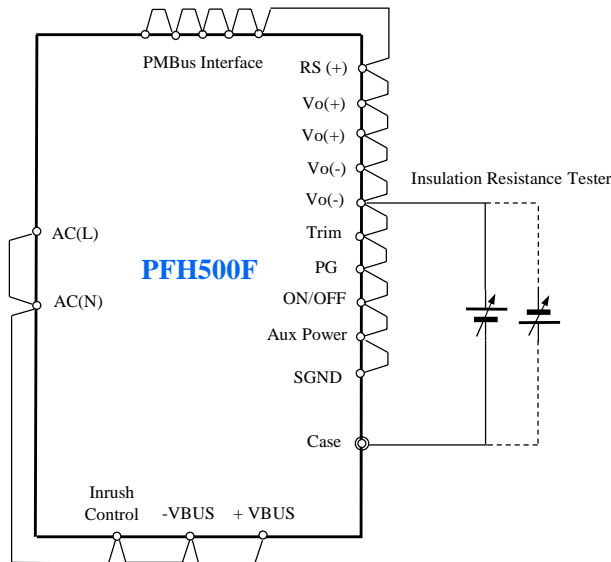 PMBus Interface
RS (+)
Vo(+)
Vo(+)
Vo(-)
Insulation Resistance Tester
Vo(-)
AC(L)
Trim
PFH500F
PG
AC(N)
ON/OFF
Aux Power
SGND
Case
Inrush
Control
-VBUS
+ VBUS